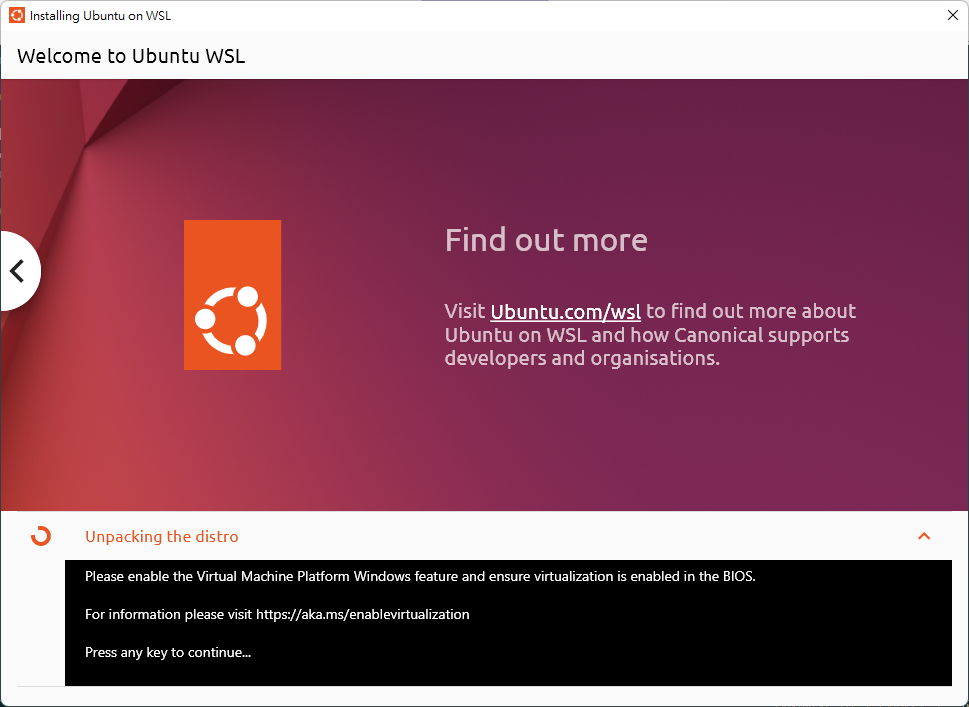 Installing Ubuntu on WSL
Welcome to Ubuntu WSL
Find out more
Visit Ubuntu.com/wsl to find out more about
Ubuntu on WSL and how Canonical supports
developers and organisations.
Unpacking the distro
Please enable the Virtual Machine Platform Windows feature and ensure virtualization is enabled in the BIOS.
For information please visit https://aka.ms/enablevirtualization
Press any key to continue...